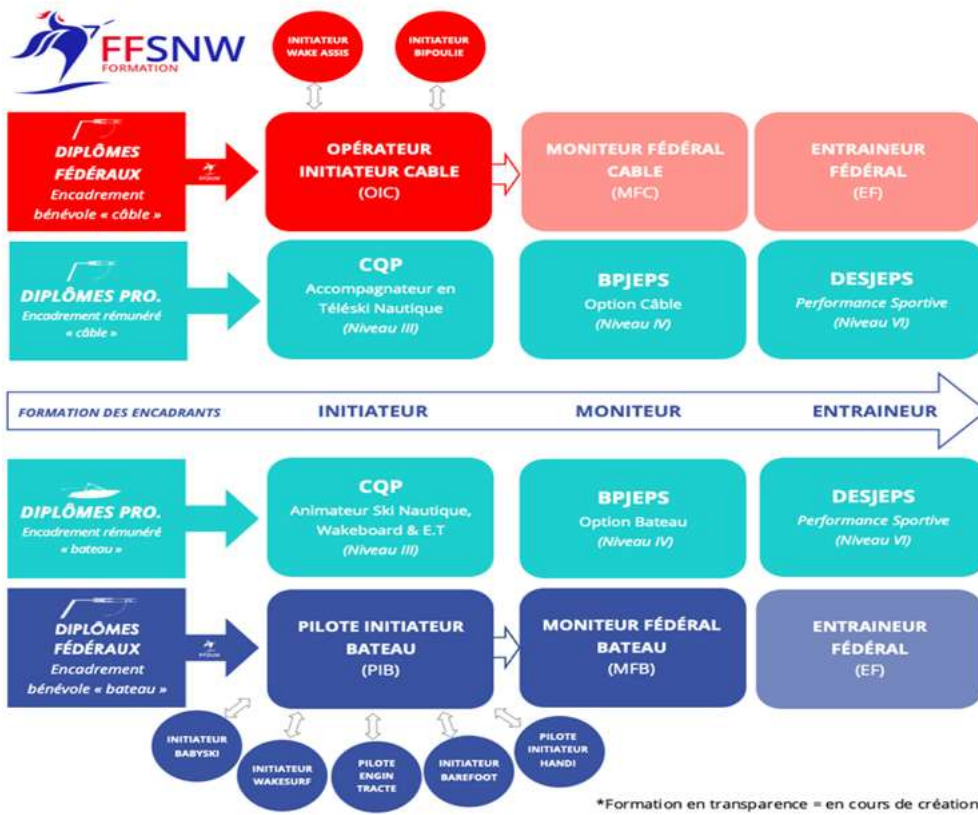 FFSNW
FORMATION
INITIATEUR
WAKE ASSIS
INITIATEUR
BIPOULIE
DIPLÔMES
FÉDÉRAUX
Encadrement
bénévole « câble »
OPÉRATEUR
INITIATEUR CABLE
(OIC)
MONITEUR FÉDÉRAL
CABLE
(MFC)
ENTRAINEUR
FÉDÉRAL
(EF)
DIPLÔMES PRO.
Encadrement rémunéré
« câble »
CQP
Accompagnateur en
Téléski Nautique
(Niveau III)
BPJEPS
Option Câble
(Niveau IV)
DESJEPS
Performance Sportive
(Niveau VI)
FORMATION DES ENCADRANTS
INITIATEUR
MONITEUR
ENTRAINEUR
DIPLÔMES PRO.
Encadrement rémunéré
« bateau »
CQP
Animateur Ski Nautique,
Wakeboard & E.T
(Niveau III)
BPJEPS
Option Bateau
(Niveau IV)
DESJEPS
Performance Sportive
(Niveau VI)
DIPLÔMES
FÉDÉRAUX
Encadrement
bénévole « bateau »
PILOTE INITIATEUR
BATEAU
(PIB)
MONITEUR FÉDÉRAL
BATEAU
(MFB)
ENTRAINEUR
FÉDÉRAL
(EF)
INITIATEUR
BABYSKI
INITIATEUR
WAKESURF
PILOTE
ENGIN
TRACTE
INITIATEUR
BAREFOOT
PILOTE
INITIATEUR
HANDI
*Formation en transparence = en cours de création